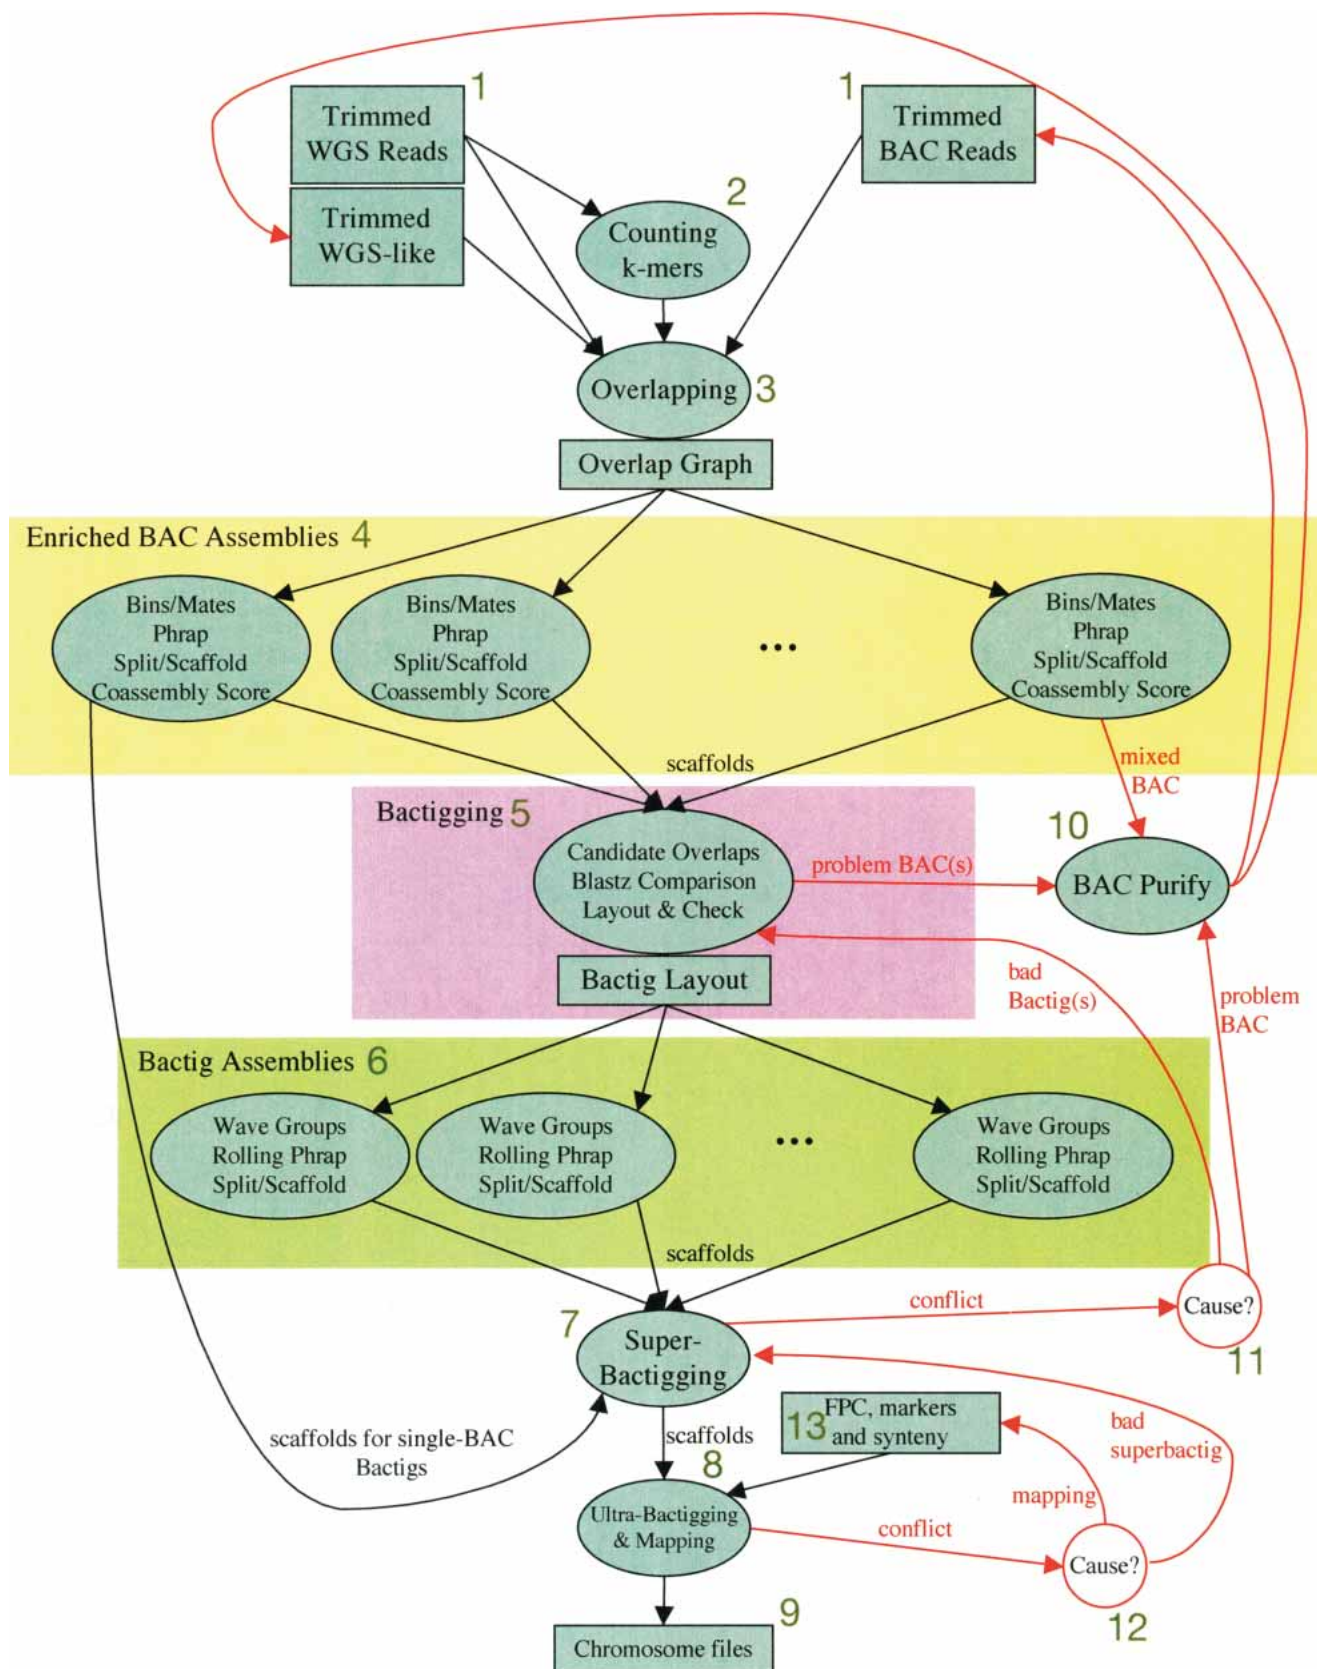 1
Trimmed
WGS Reads
1
Trimmed
BAC Reads
Trimmed
WGS-like
2
Counting
k-mers
Overlapping
3
Overlap Graph
Enriched BAC Assemblies 4
Bins/Mates
Phrap
Split/Scaffold
Coassembly Score
Bins/Mates
Phrap
Split/Scaffold
Coassembly Score
...
Bins/Mates
Phrap
Split/Scaffold
Coassembly Score
scaffolds
mixed
BAC
Bactigging 5
Candidate Overlaps
Blastz Comparison
Layout & Check
problem BAC(s)
10
BAC Purify
Bactig Layout
bad
Bactig(s)
problem
BAC
Bactig Assemblies 6
Wave Groups
Rolling Phrap
Split/Scaffold
Wave Groups
Rolling Phrap
Split/Scaffold
...
Wave Groups
Rolling Phrap
Split/Scaffold
scaffolds
7
Super-
Bactigging
conflict
Cause?
11
scaffolds for single-BAC
Bactigs
scaffolds
13
FPC, markers
and synteny
bad
superbactig
mapping
8
Ultra-Bactigging
& Mapping
conflict
Cause?
12
9
Chromosome files